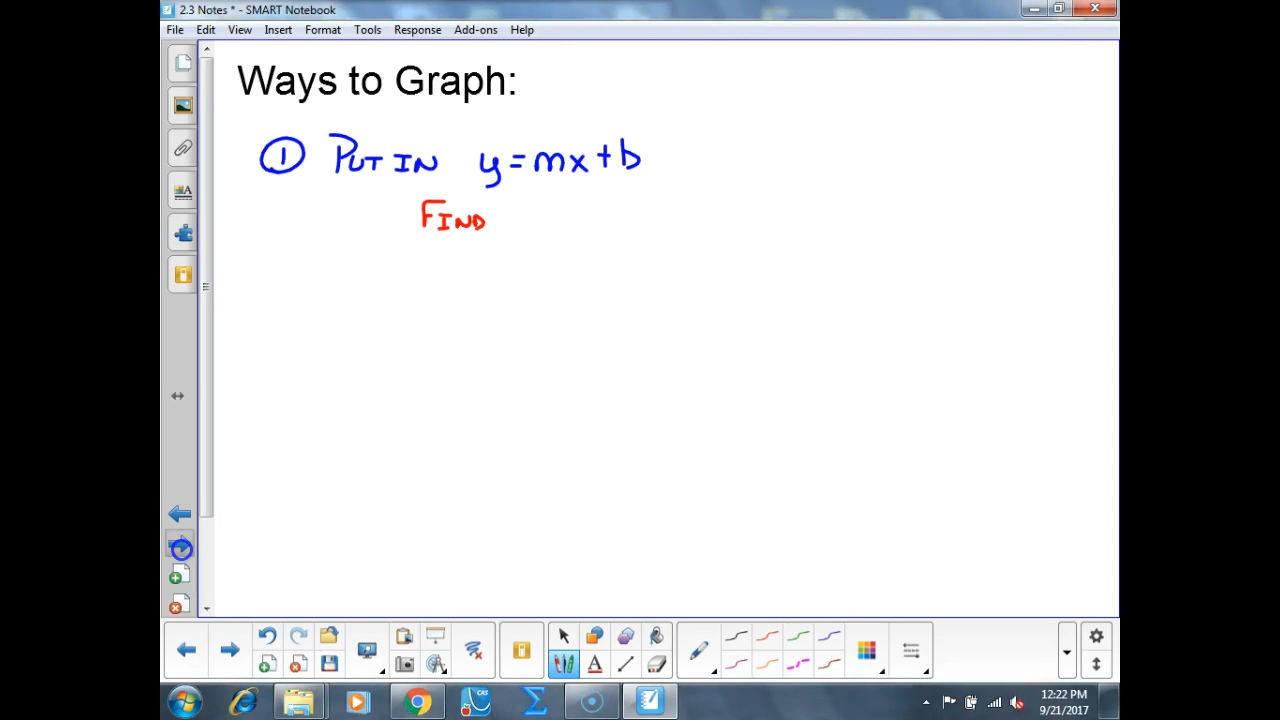 2.3 Notes * - SMART Notebook
File Edit View Insert Format Tools Response Add-ons Help
Ways to Graph:
① PUT IN y = mx + b
FIND
CAS
12:22 PM
9/21/2017